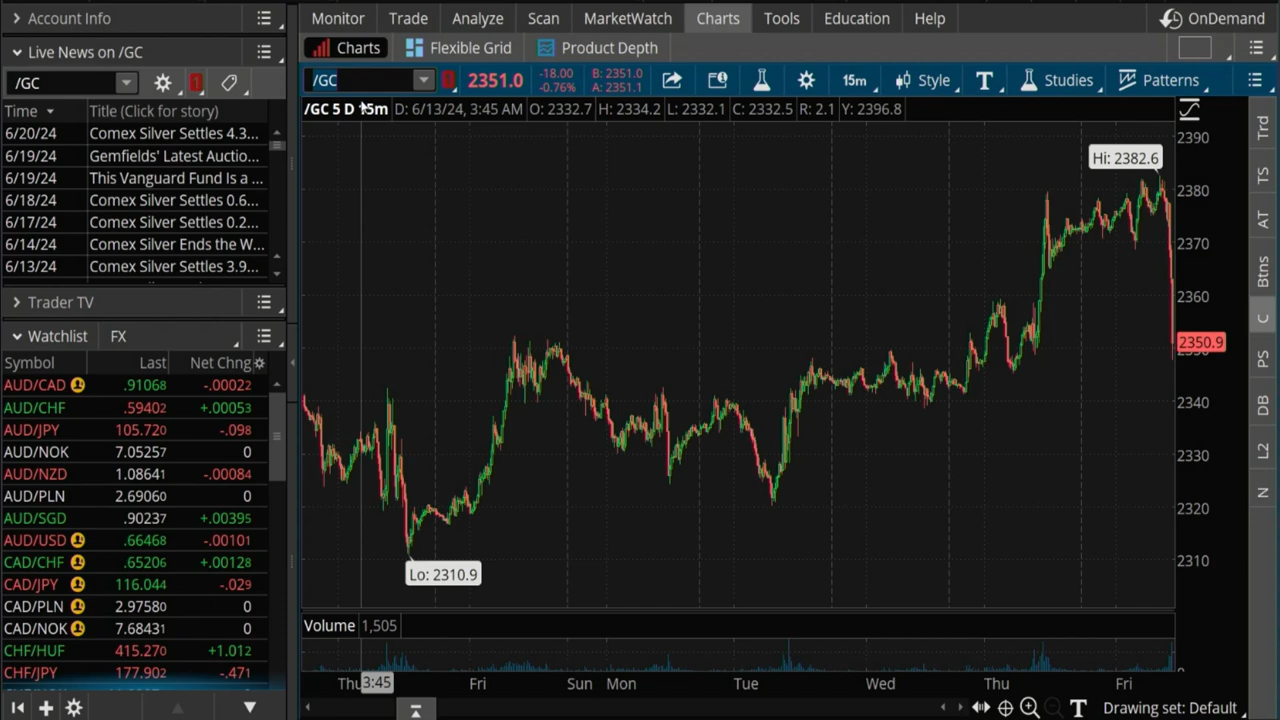 Account Info
Monitor Trade Analyze Scan MarketWatch Charts Tools Education Help OnDemand
Live News on /GC
Charts Flexible Grid Product Depth
/GC
/GC 2351.0 -18.00 -0.76% B: 2351.0 A: 2351.1 15m Style T Studies Patterns
Time Title (Click for story)
/GC 5 D 15m D: 6/13/24, 3:45 AM O: 2332.7 H: 2334.2 L: 2332.1 C: 2332.5 R: 2.1 Y: 2396.8
6/20/24 Comex Silver Settles 4.3...
6/19/24 Gemfields' Latest Auctio...
6/19/24 This Vanguard Fund Is a ...
6/18/24 Comex Silver Settles 0.6...
6/17/24 Comex Silver Settles 0.2...
6/14/24 Comex Silver Ends the W...
6/13/24 Comex Silver Settles 3.9...
Trader TV
Watchlist FX
Symbol Last Net Chng
AUD/CAD .91068 -.00022
AUD/CHF .59402 +.00053
AUD/JPY 105.720 -.098
AUD/NOK 7.05257 0
AUD/NZD 1.08641 -.00084
AUD/PLN 2.69060 0
AUD/SGD .90237 +.00395
AUD/USD .66468 -.00101
CAD/CHF .65206 +.00128
CAD/JPY 116.044 -.029
CAD/PLN 2.97580 0
CAD/NOK 7.68431 0
CHF/HUF 415.270 +1.012
CHF/JPY 177.902 -.471
Hi: 2382.6
Lo: 2310.9
2390
2380
2370
2360
2350.9
2340
2330
2320
2310
Volume 1,505
0
3:45 Fri Sun Mon Tue Wed Thu Fri
T Drawing set: Default
Trd
TS
AT
Btns
C
PS
DB
L2
N